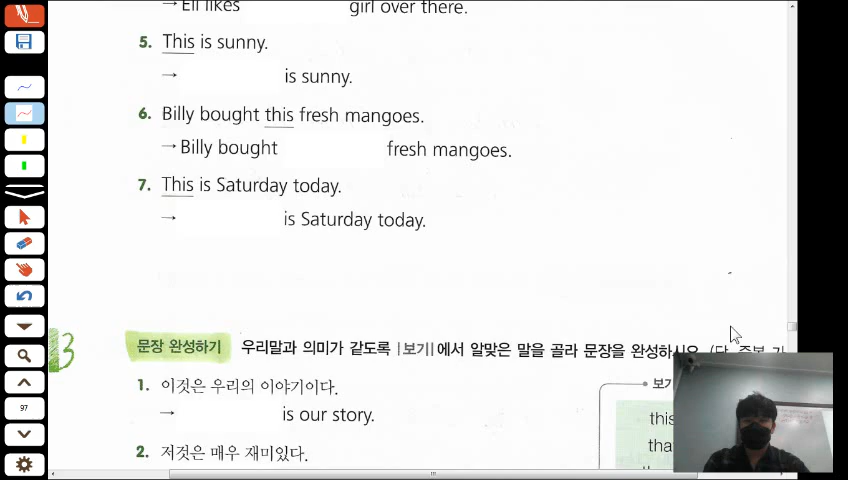 → Eli likes girl over there.
5. This is sunny.
→ is sunny.
6. Billy bought this fresh mangoes.
→ Billy bought fresh mangoes.
7. This is Saturday today.
→ is Saturday today.
3 문장 완성하기 우리말과 의미가 같도록 |보기|에서 알맞은 말을 골라 문장을 완성하시오. (단, 중복
1. 이것은 우리의 이야기이다.
→ is our story.
보기
this
2. 저것은 매우 재미있다.
97